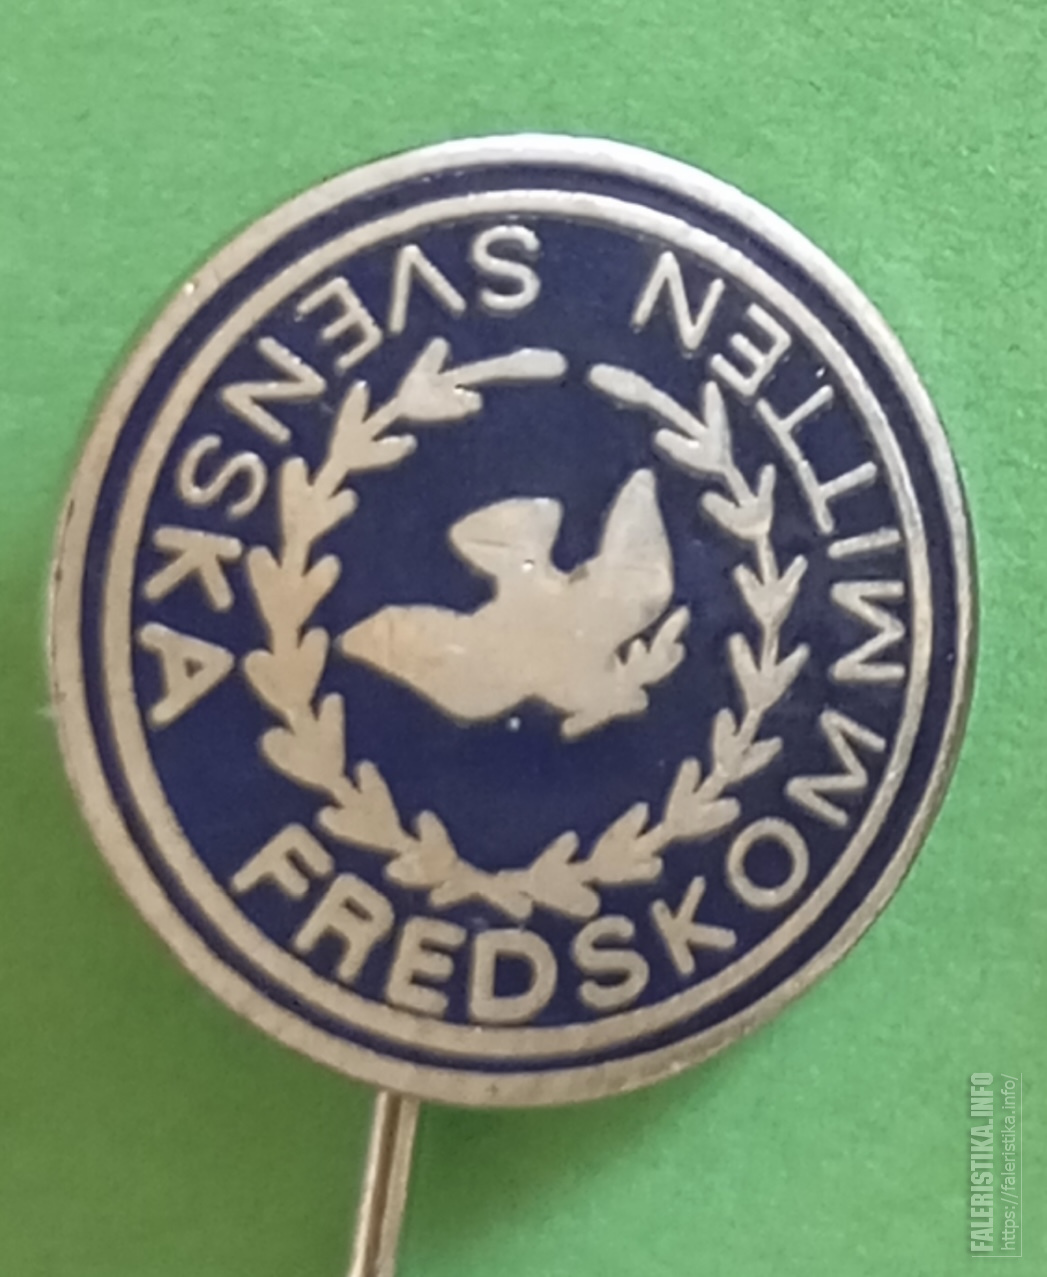 SVENSKA FREDSKOMMITTEN
FALERISTIKA.INFO
https://faleristika.info/